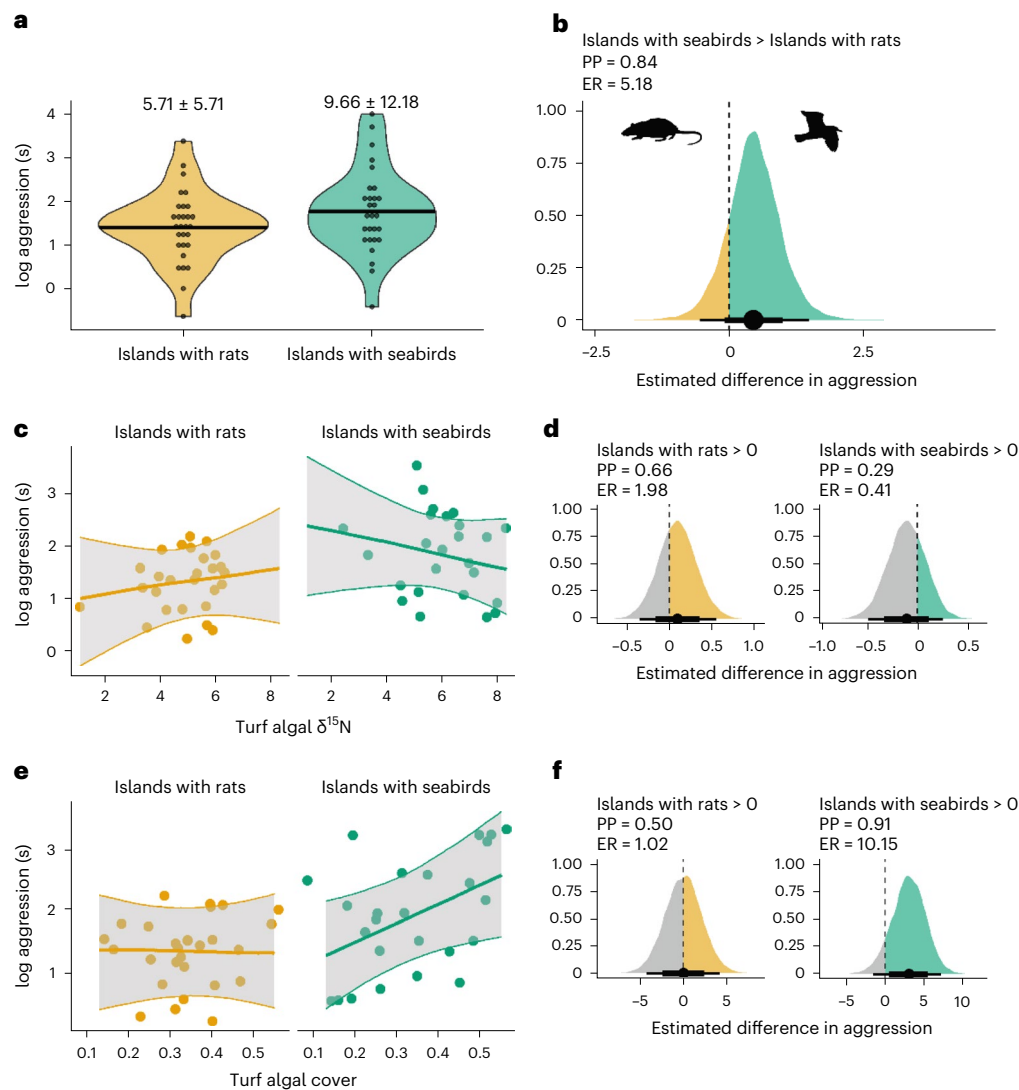 a
5.71 ± 5.71
9.66 ± 12.18
4
3
2
1
0
log aggression (s)
Islands with rats
Islands with seabirds
b
Islands with seabirds > Islands with rats
PP = 0.84
ER = 5.18
1.00
0.75
0.50
0.25
0
−2.5
0
2.5
Estimated difference in aggression
c
Islands with rats
Islands with seabirds
3
2
1
0
log aggression (s)
2
4
6
8
2
4
6
8
Turf algal δ15N
d
Islands with rats > 0
PP = 0.66
ER = 1.98
1.00
0.75
0.50
0.25
0
−0.5
0
0.5
1.0
Islands with seabirds > 0
PP = 0.29
ER = 0.41
1.00
0.75
0.50
0.25
0
−1.0
−0.5
0
0.5
Estimated difference in aggression
e
Islands with rats
Islands with seabirds
3
2
1
log aggression (s)
0.1
0.2
0.3
0.4
0.5
0.1
0.2
0.3
0.4
0.5
Turf algal cover
f
Islands with rats > 0
PP = 0.50
ER = 1.02
1.00
0.75
0.50
0.25
0
−5
0
5
Islands with seabirds > 0
PP = 0.91
ER = 10.15
1.00
0.75
0.50
0.25
0
−5
0
5
10
Estimated difference in aggression